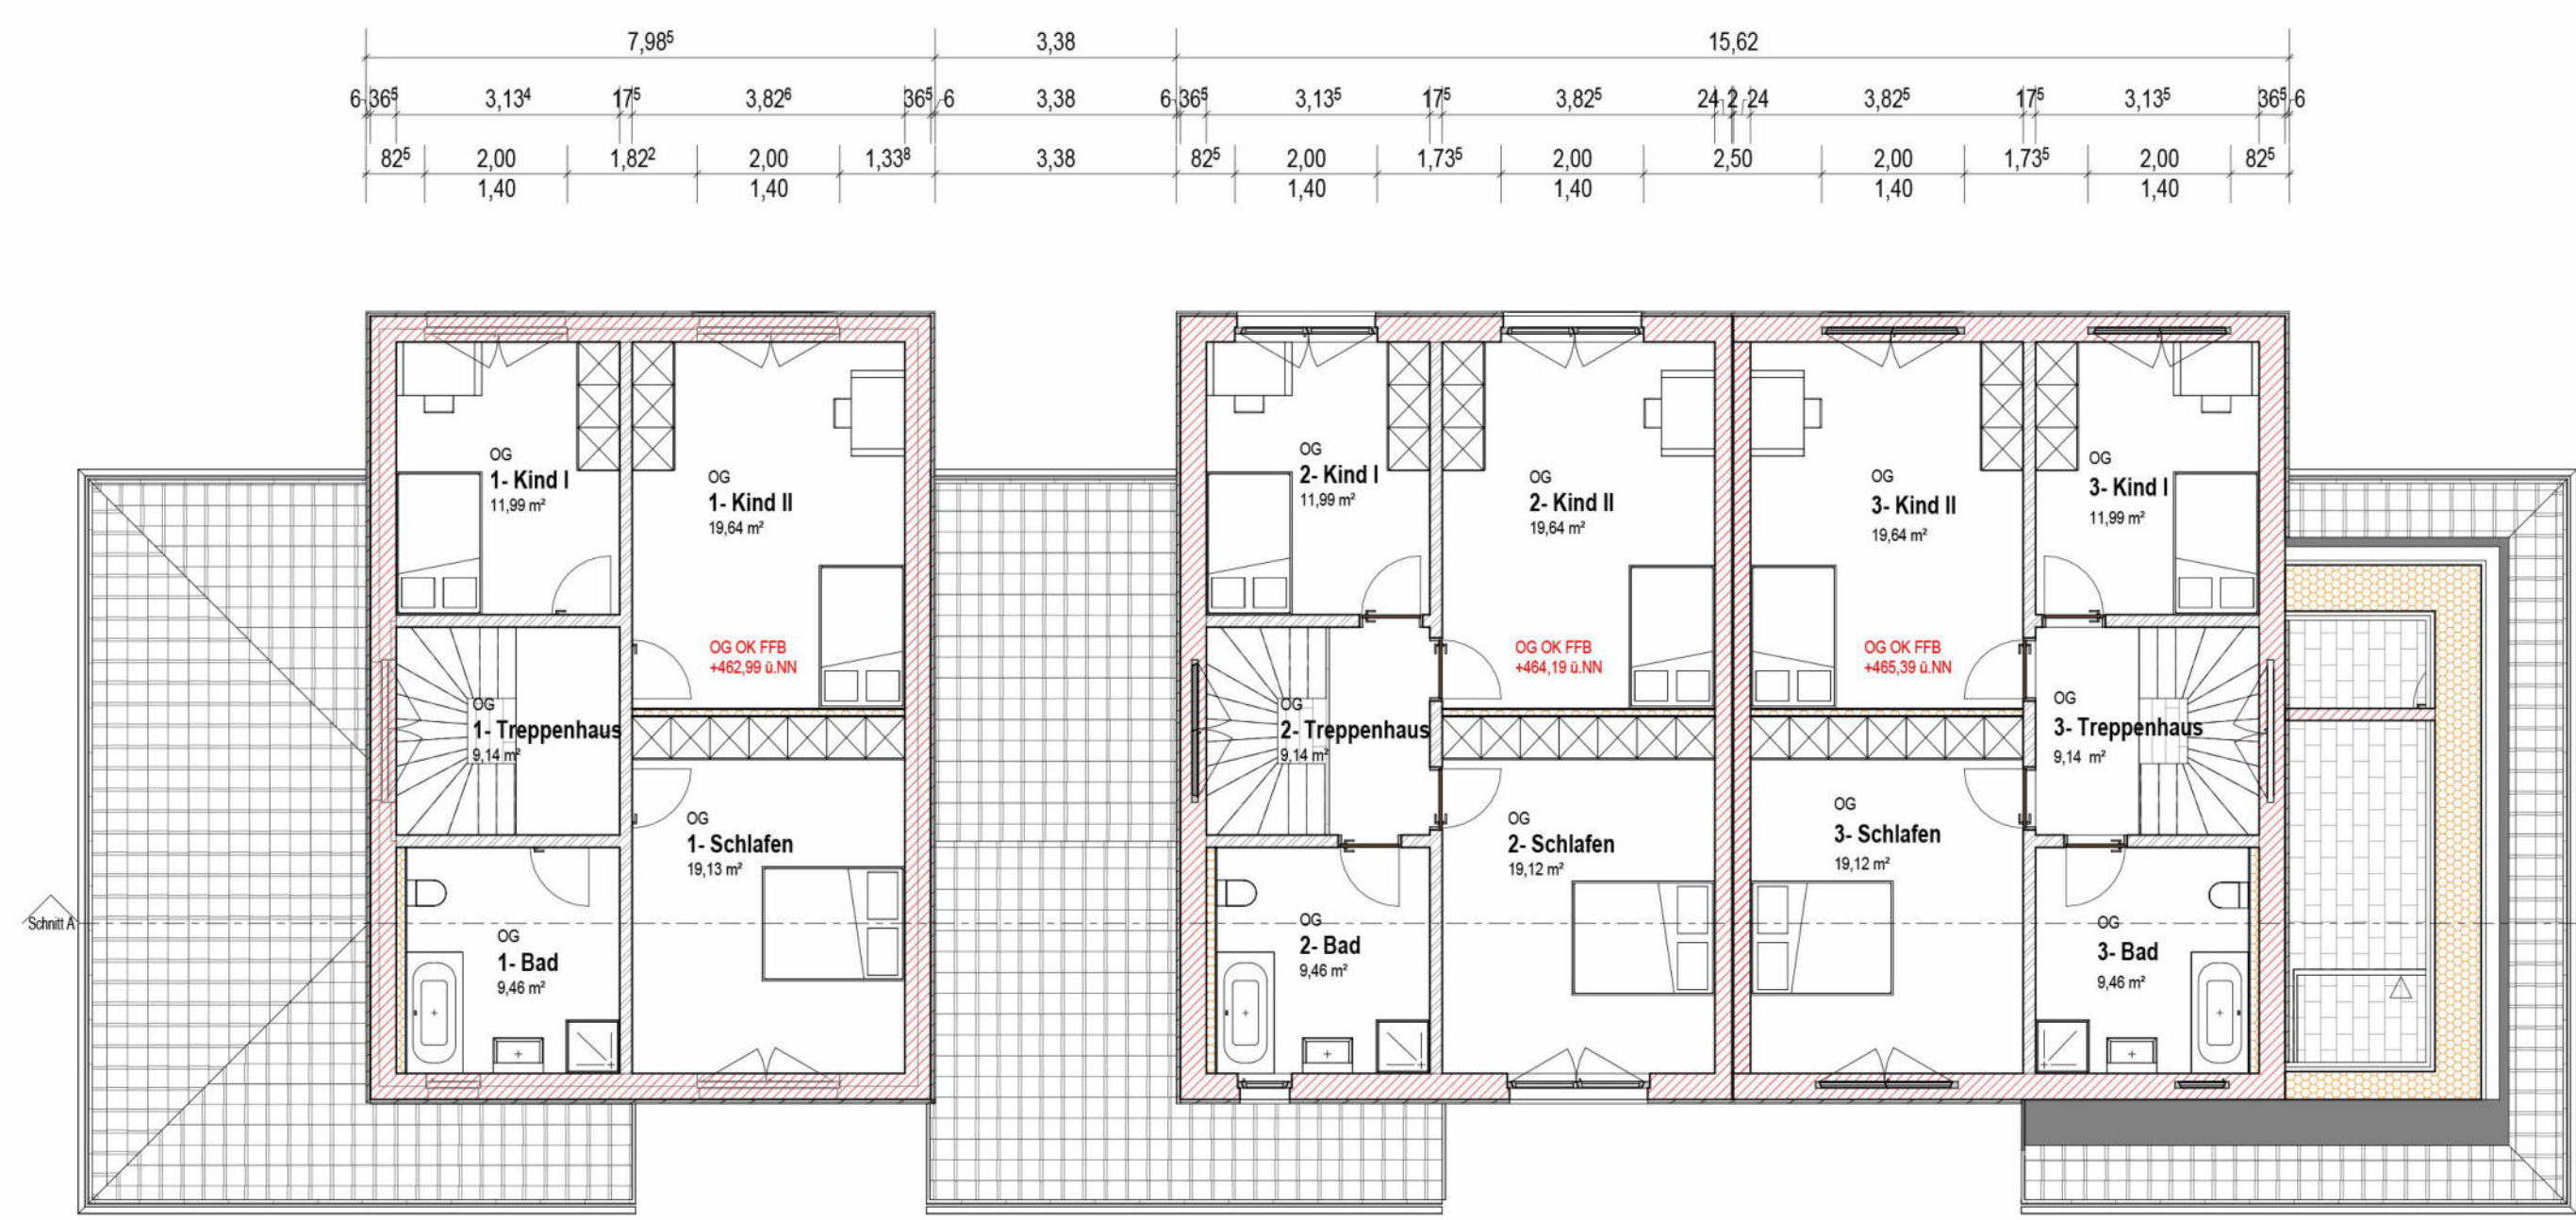 7,98⁵ 3,38 15,62
6 36⁵ 3,13⁴ 17⁵ 3,82⁶ 36⁵ 6 3,38 6 36⁵ 3,13⁵ 17⁵ 3,82⁵ 24 2 24 3,82⁵ 17⁵ 3,13⁵ 36⁵ 6
82⁵ 2,00 1,82² 2,00 1,33⁸ 3,38 82⁵ 2,00 1,73⁵ 2,00 2,50 2,00 1,73⁵ 2,00 82⁵
1,40 1,40 1,40 1,40 1,40 1,40
OG
1- Kind I
11,99 m²
OG
1- Kind II
19,64 m²
OG OK FFB
+462,99 ü.NN
OG
1- Treppenhaus
9,14 m²
OG
1- Schlafen
19,13 m²
OG
1- Bad
9,46 m²
OG
2- Kind I
11,99 m²
OG
2- Kind II
19,64 m²
OG OK FFB
+464,19 ü.NN
OG
2- Treppenhaus
9,14 m²
OG
2- Schlafen
19,12 m²
OG
2- Bad
9,46 m²
OG
3- Kind II
19,64 m²
OG
3- Kind I
11,99 m²
OG OK FFB
+465,39 ü.NN
OG
3- Treppenhaus
9,14 m²
OG
3- Schlafen
19,12 m²
OG
3- Bad
9,46 m²
Schnitt A